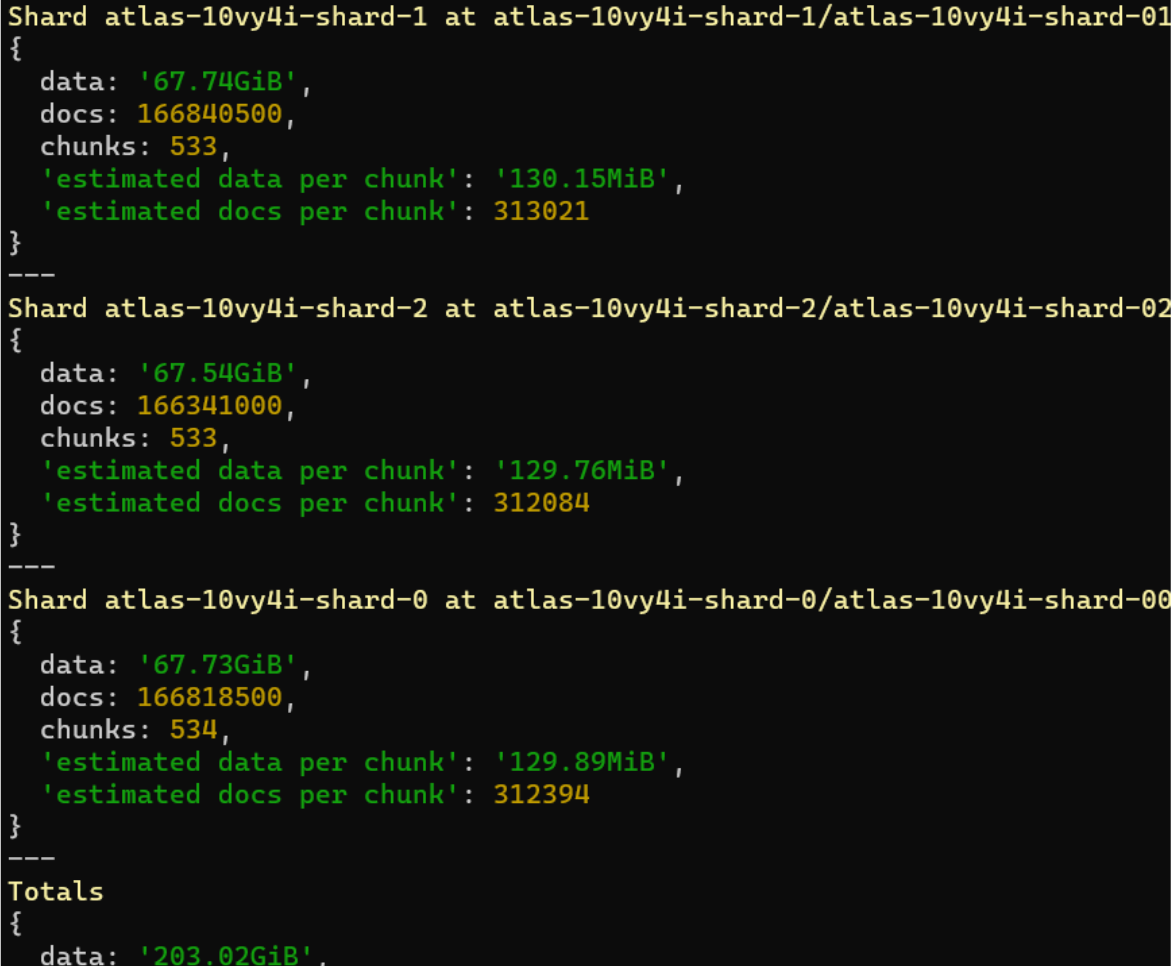 Shard atlas-10vy4i-shard-1 at atlas-10vy4i-shard-1/atlas-10vy4i-shard-01
{
  data: '67.74GiB',
  docs: 166840500,
  chunks: 533,
  'estimated data per chunk': '130.15MiB',
  'estimated docs per chunk': 313021
}
---
Shard atlas-10vy4i-shard-2 at atlas-10vy4i-shard-2/atlas-10vy4i-shard-02
{
  data: '67.54GiB',
  docs: 166341000,
  chunks: 533,
  'estimated data per chunk': '129.76MiB',
  'estimated docs per chunk': 312084
}
---
Shard atlas-10vy4i-shard-0 at atlas-10vy4i-shard-0/atlas-10vy4i-shard-00
{
  data: '67.73GiB',
  docs: 166818500,
  chunks: 534,
  'estimated data per chunk': '129.89MiB',
  'estimated docs per chunk': 312394
}
---
Totals
{
  data: '203.02GiB',